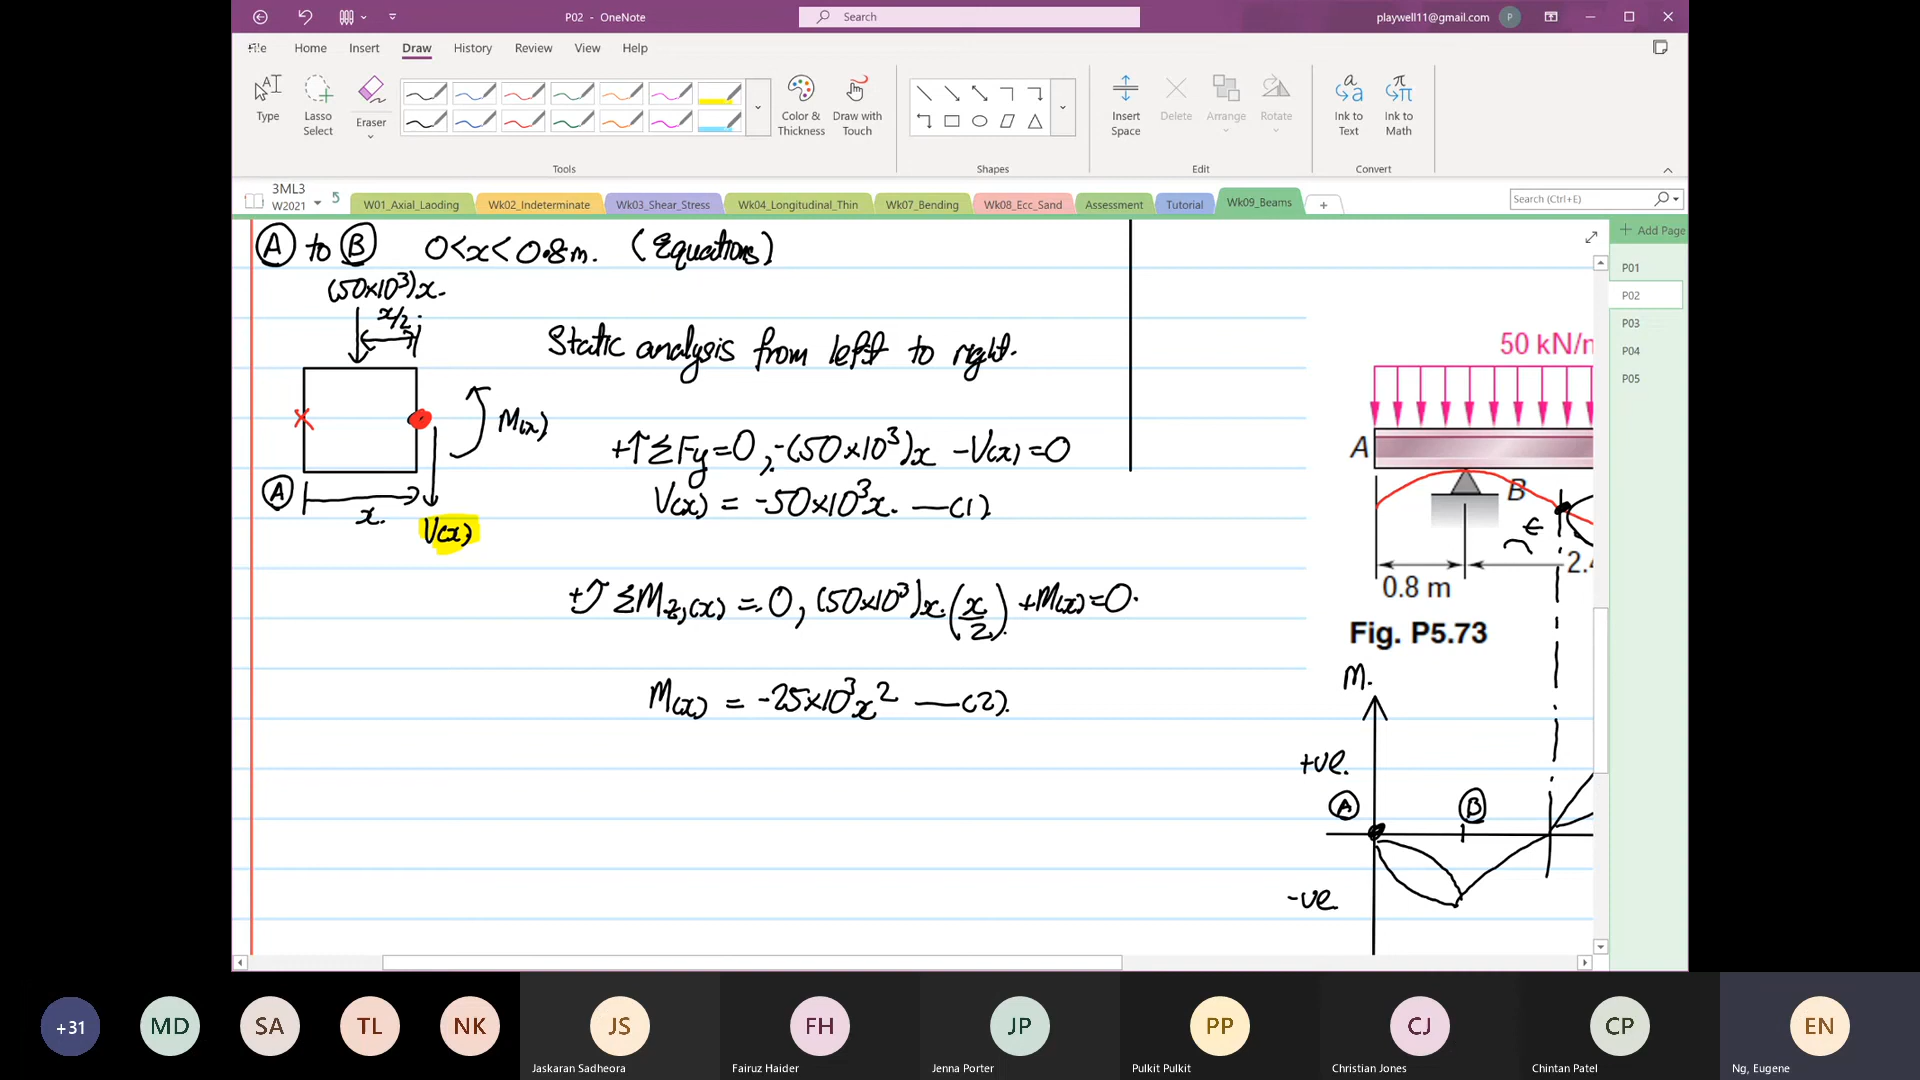 P02 - OneNote
Search
playwell11@gmail.com
P
File
Home
Insert
Draw
History
Review
View
Help
Type
Lasso Select
Eraser
Color & Thickness
Draw with Touch
Insert Space
Delete
Arrange
Rotate
Ink to Text
Ink to Math
Tools
Shapes
Edit
Convert
3ML3 W2021
W01_Axial_Laoding
Wk02_Indeterminate
Wk03_Shear_Stress
Wk04_Longitudinal_Thin
Wk07_Bending
Wk08_Ecc_Sand
Assessment
Tutorial
Wk09_Beams
Search (Ctrl+E)
Add Page
P01
P02
P03
P04
P05
Ⓐ to Ⓑ 0<x<0.8m. (Equations)
(50×10³)x.
x/2.
Static analysis from left to right.
M(x)
+↑ΣFy=0, -(50×10³)x -V(x)=0
V(x) = -50×10³x. —(1)
Ⓐ
x.
V(x)
ΣMz,(x) = 0, (50×10³)x.(x/2) +M(x)=0.
M(x) = -25×10³x² —(2).
50 kN/m
A
B
2.4
0.8 m
Fig. P5.73
M.
+ve.
Ⓐ
Ⓑ
-ve.
+31
MD
SA
TL
NK
JS
FH
JP
PP
CJ
CP
EN
Jaskaran Sadheora
Fairuz Haider
Jenna Porter
Pulkit Pulkit
Christian Jones
Chintan Patel
Ng, Eugene